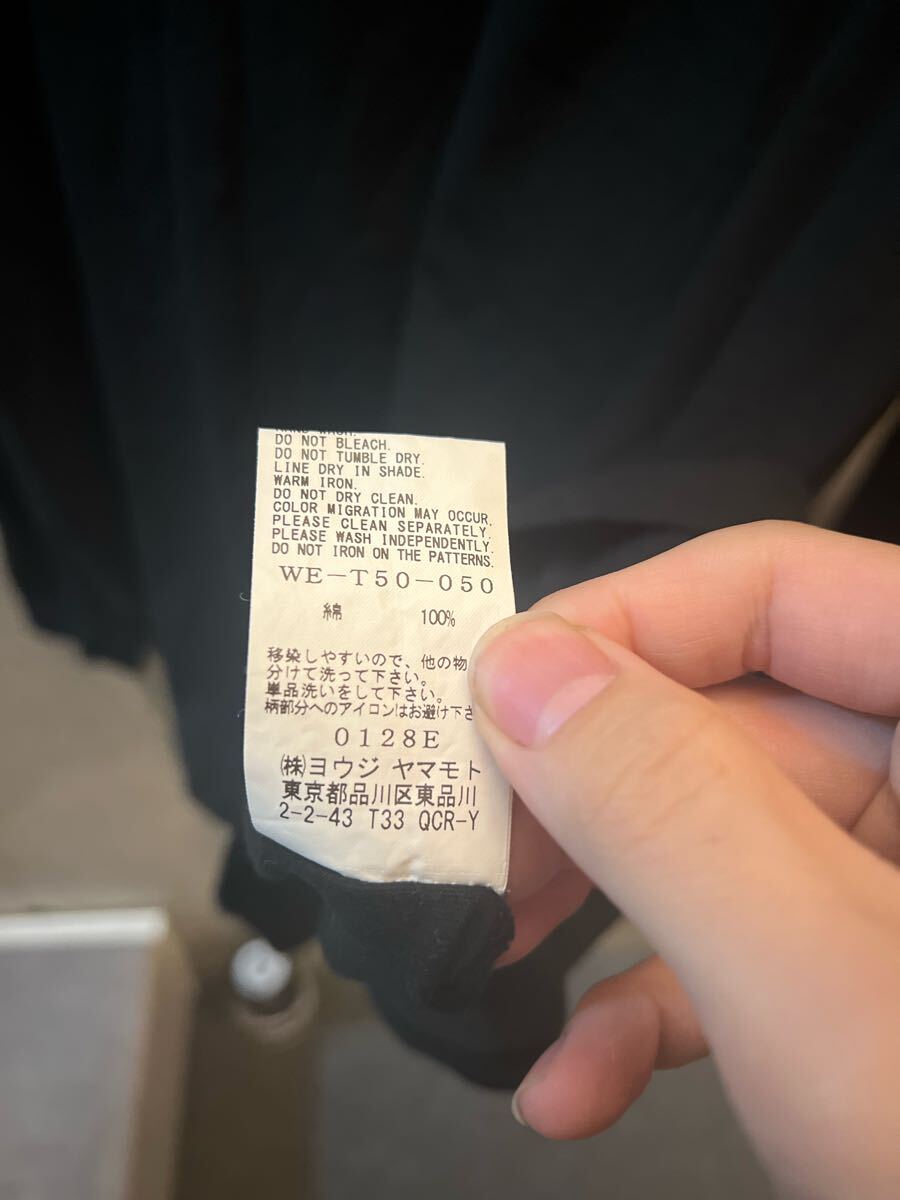 DO NOT BLEACH.
DO NOT TUMBLE DRY.
LINE DRY IN SHADE.
WARM IRON.
DO NOT DRY CLEAN.
COLOR MIGRATION MAY OCCUR.
PLEASE CLEAN SEPARATELY.
PLEASE WASH INDEPENDENTLY.
DO NOT IRON ON THE PATTERNS.
WE-T50-050
綿 100%
移染しやすいので、他の物
分けて洗って下さい。
単品洗いをして下さい。
柄部分へのアイロンはお避け下さ
0128E
㈱ヨウジ ヤマモト
東京都品川区東品川
2-2-43 T33 QCR-Y